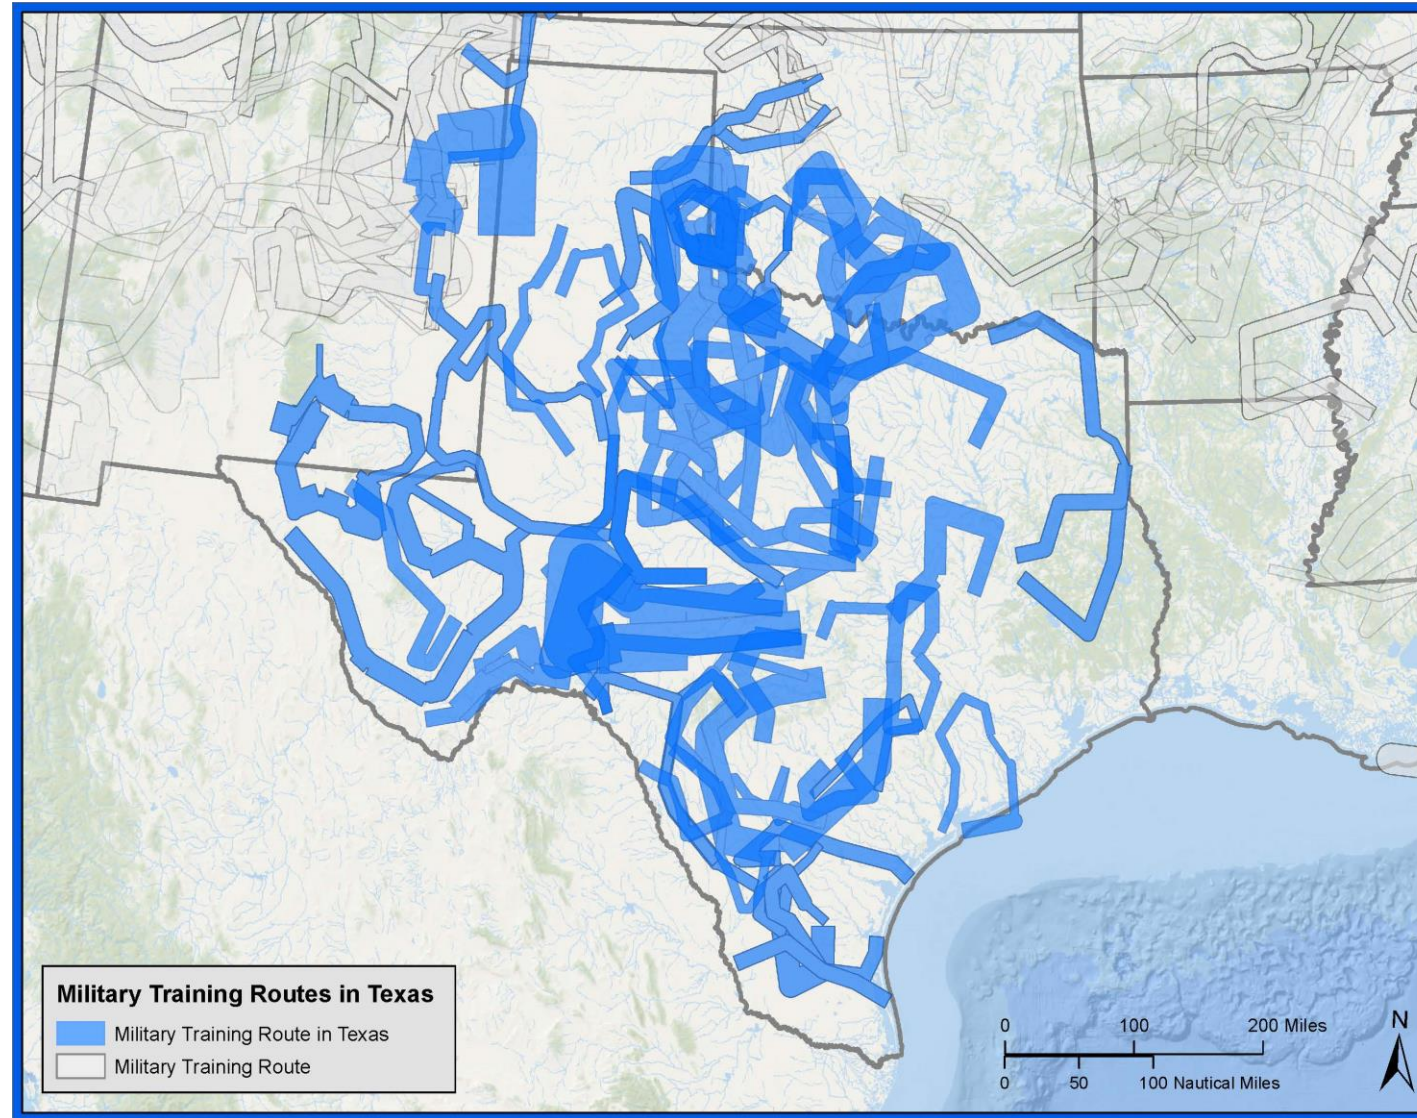 Military Training Routes in Texas
Military Training Route in Texas
Military Training Route
0 100 200 Miles
0 50 100 Nautical Miles
N